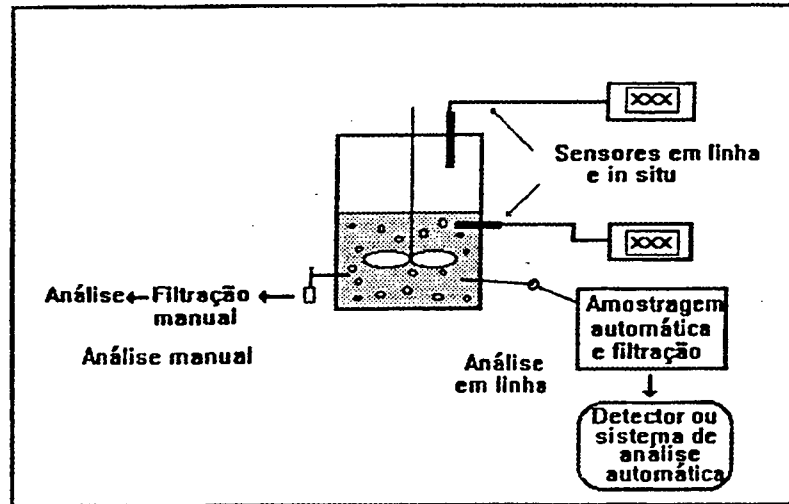 XXX
Sensores em linha
e in situ
XXX
Análise
Filtração
manual
Análise manual
Análise
em linha
Amostragem
automática
e filtração
Detector ou
sistema de
análise
automática